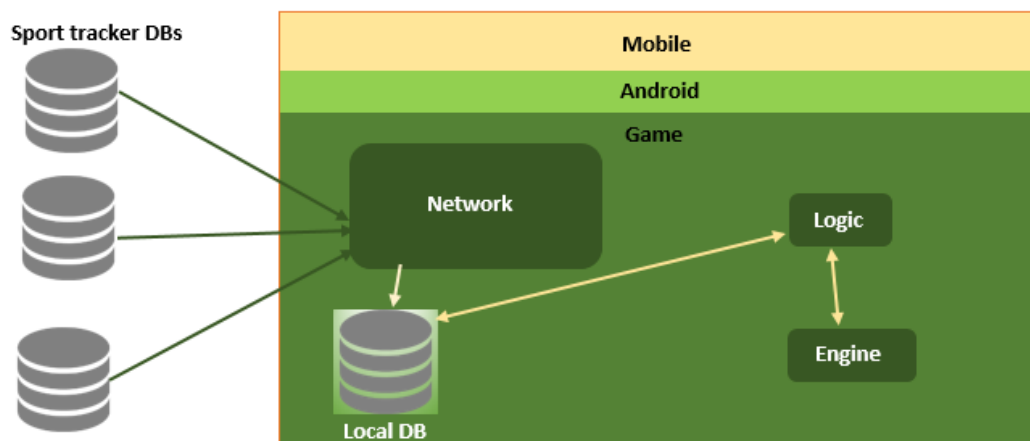 Sport tracker DBs
Mobile
Android
Game
Network
Logic
Engine
Local DB